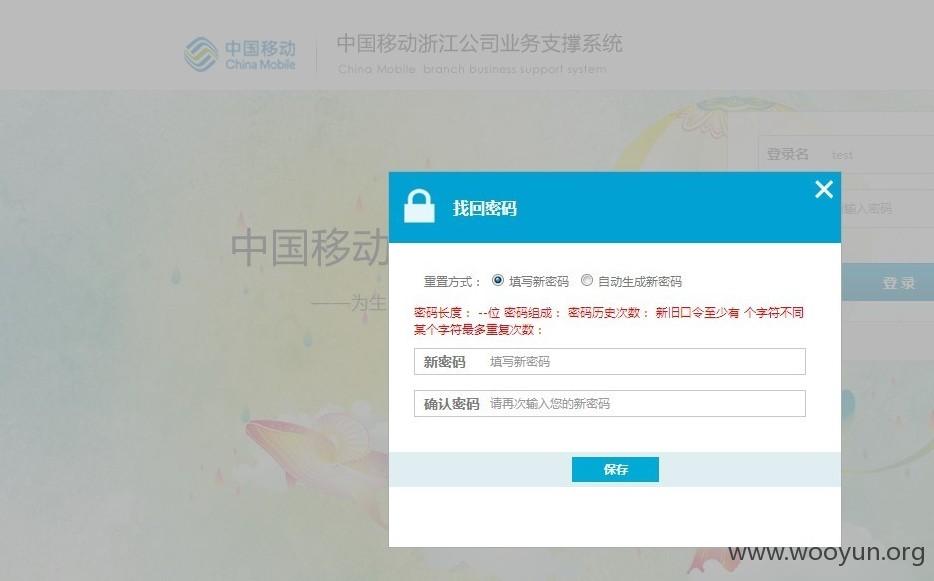 中国移动
China Mobile
中国移动浙江公司业务支撑系统
China Mobile branch business support system
登录名 test
输入密码
登录
中国移动
——为生
找回密码
重置方式： 填写新密码 自动生成新密码
密码长度： --位 密码组成： 密码历史次数： 新旧口令至少有 个字符不同
某个字符最多重复次数：
新密码 填写新密码
确认密码 请再次输入您的新密码
保存
www.wooyun.org